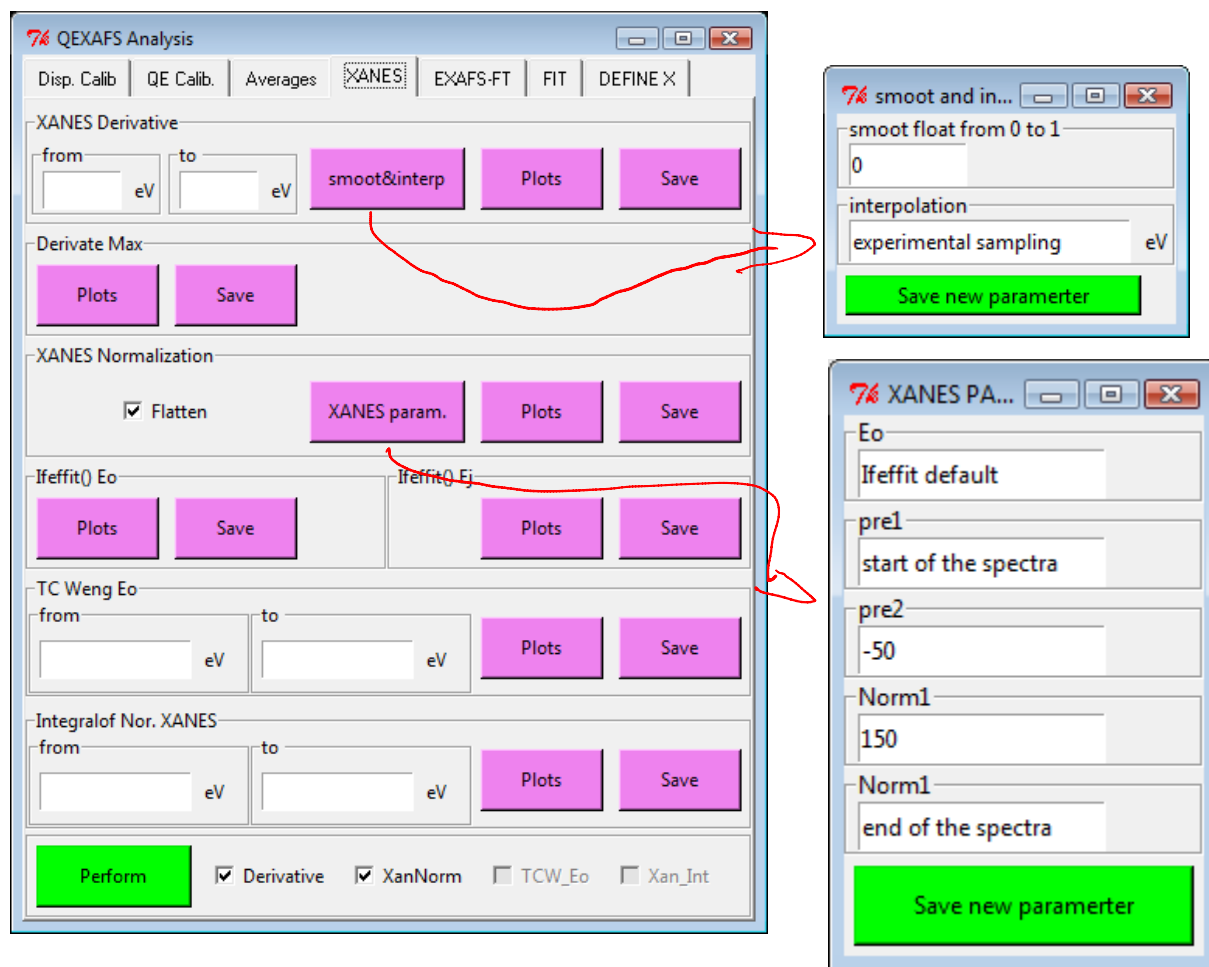 QEXAFS Analysis
Disp. Calib QE Calib. Averages XANES EXAFS-FT FIT DEFINE X
XANES Derivative
from to
eV eV smoot&interp Plots Save
Derivate Max
Plots Save
XANES Normalization
Flatten XANES param. Plots Save
Ifeffit() Eo Ifeffit() Ej
Plots Save Plots Save
TC Weng Eo
from to
eV eV Plots Save
Integralof Nor. XANES
from to
eV eV Plots Save
Perform Derivative XanNorm TCW_Eo Xan_Int
smoot and in...
smoot float from 0 to 1
0
interpolation
experimental sampling eV
Save new paramerter
XANES PA...
Eo
Ifeffit default
pre1
start of the spectra
pre2
-50
Norm1
150
Norm1
end of the spectra
Save new paramerter